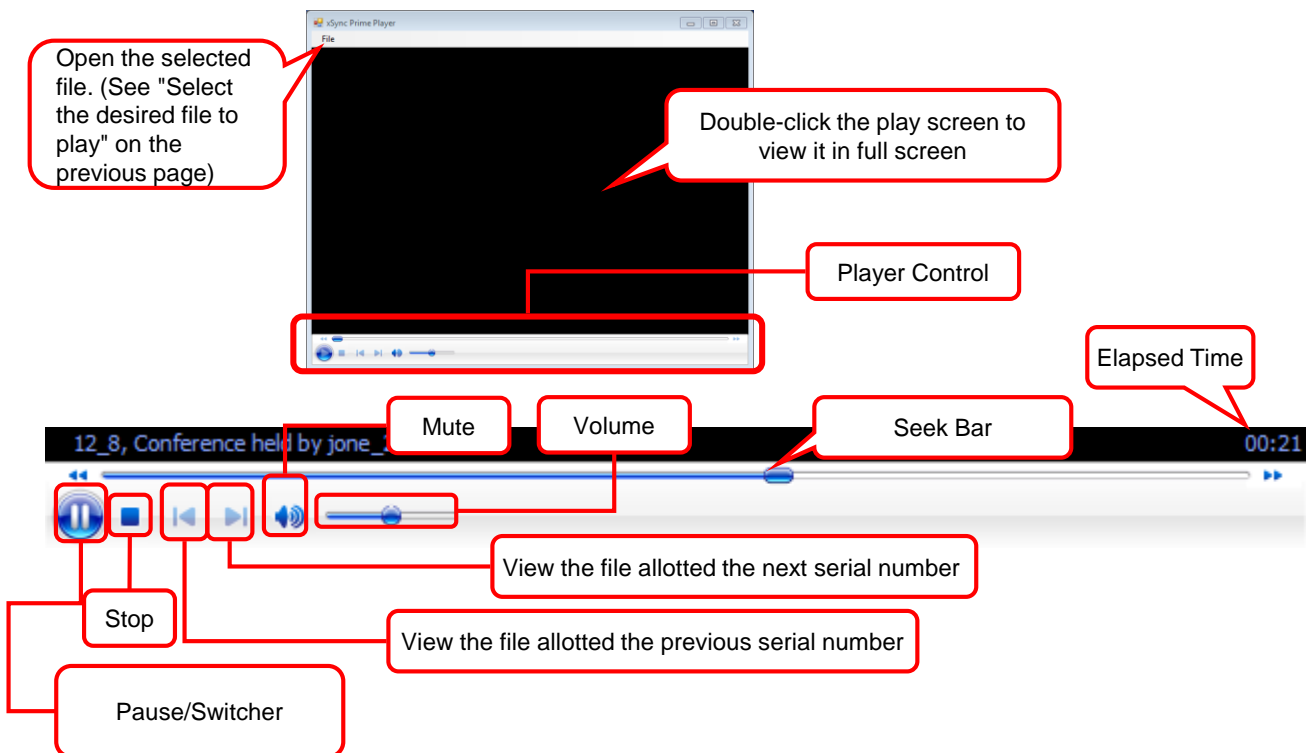 xSync Prime Player
File
Open the selected
file. (See "Select
the desired file to
play" on the
previous page)
Double-click the play screen to
view it in full screen
Player Control
Elapsed Time
Mute
Volume
Seek Bar
12_8, Conference held by jone_
00:21
View the file allotted the next serial number
Stop
View the file allotted the previous serial number
Pause/Switcher